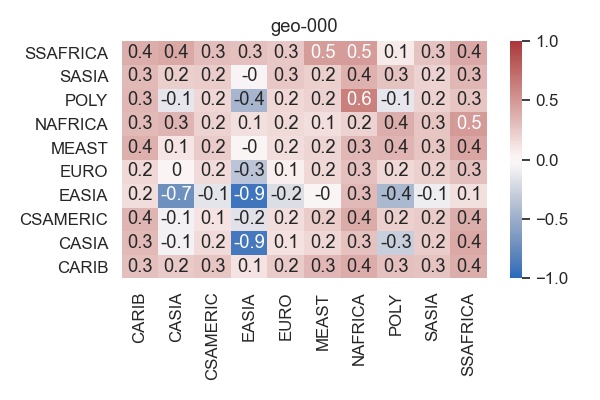 geo-000
SSAFRICA 0.4 0.4 0.3 0.3 0.3 0.5 0.5 0.1 0.3 0.4
SASIA 0.3 0.2 0.2 -0 0.3 0.2 0.4 0.3 0.2 0.3
POLY 0.3 -0.1 0.2 -0.4 0.2 0.2 0.6 -0.1 0.2 0.3
NAFRICA 0.3 0.3 0.2 0.1 0.2 0.1 0.2 0.4 0.3 0.5
MEAST 0.4 0.1 0.2 -0 0.2 0.2 0.3 0.4 0.3 0.4
EURO 0.2 0 0.2 -0.3 0.1 0.2 0.3 0.2 0.2 0.3
EASIA 0.2 -0.7 -0.1 -0.9 -0.2 -0 0.3 -0.4 -0.1 0.1
CSAMERIC 0.4 -0.1 0.1 -0.2 0.2 0.2 0.4 0.2 0.2 0.4
CASIA 0.3 -0.1 0.2 -0.9 0.1 0.2 0.3 -0.3 0.2 0.4
CARIB 0.3 0.2 0.3 0.1 0.2 0.3 0.4 0.3 0.3 0.4
CARIB CASIA CSAMERIC EASIA EURO MEAST NAFRICA POLY SASIA SSAFRICA
1.0
0.5
0.0
−0.5
−1.0